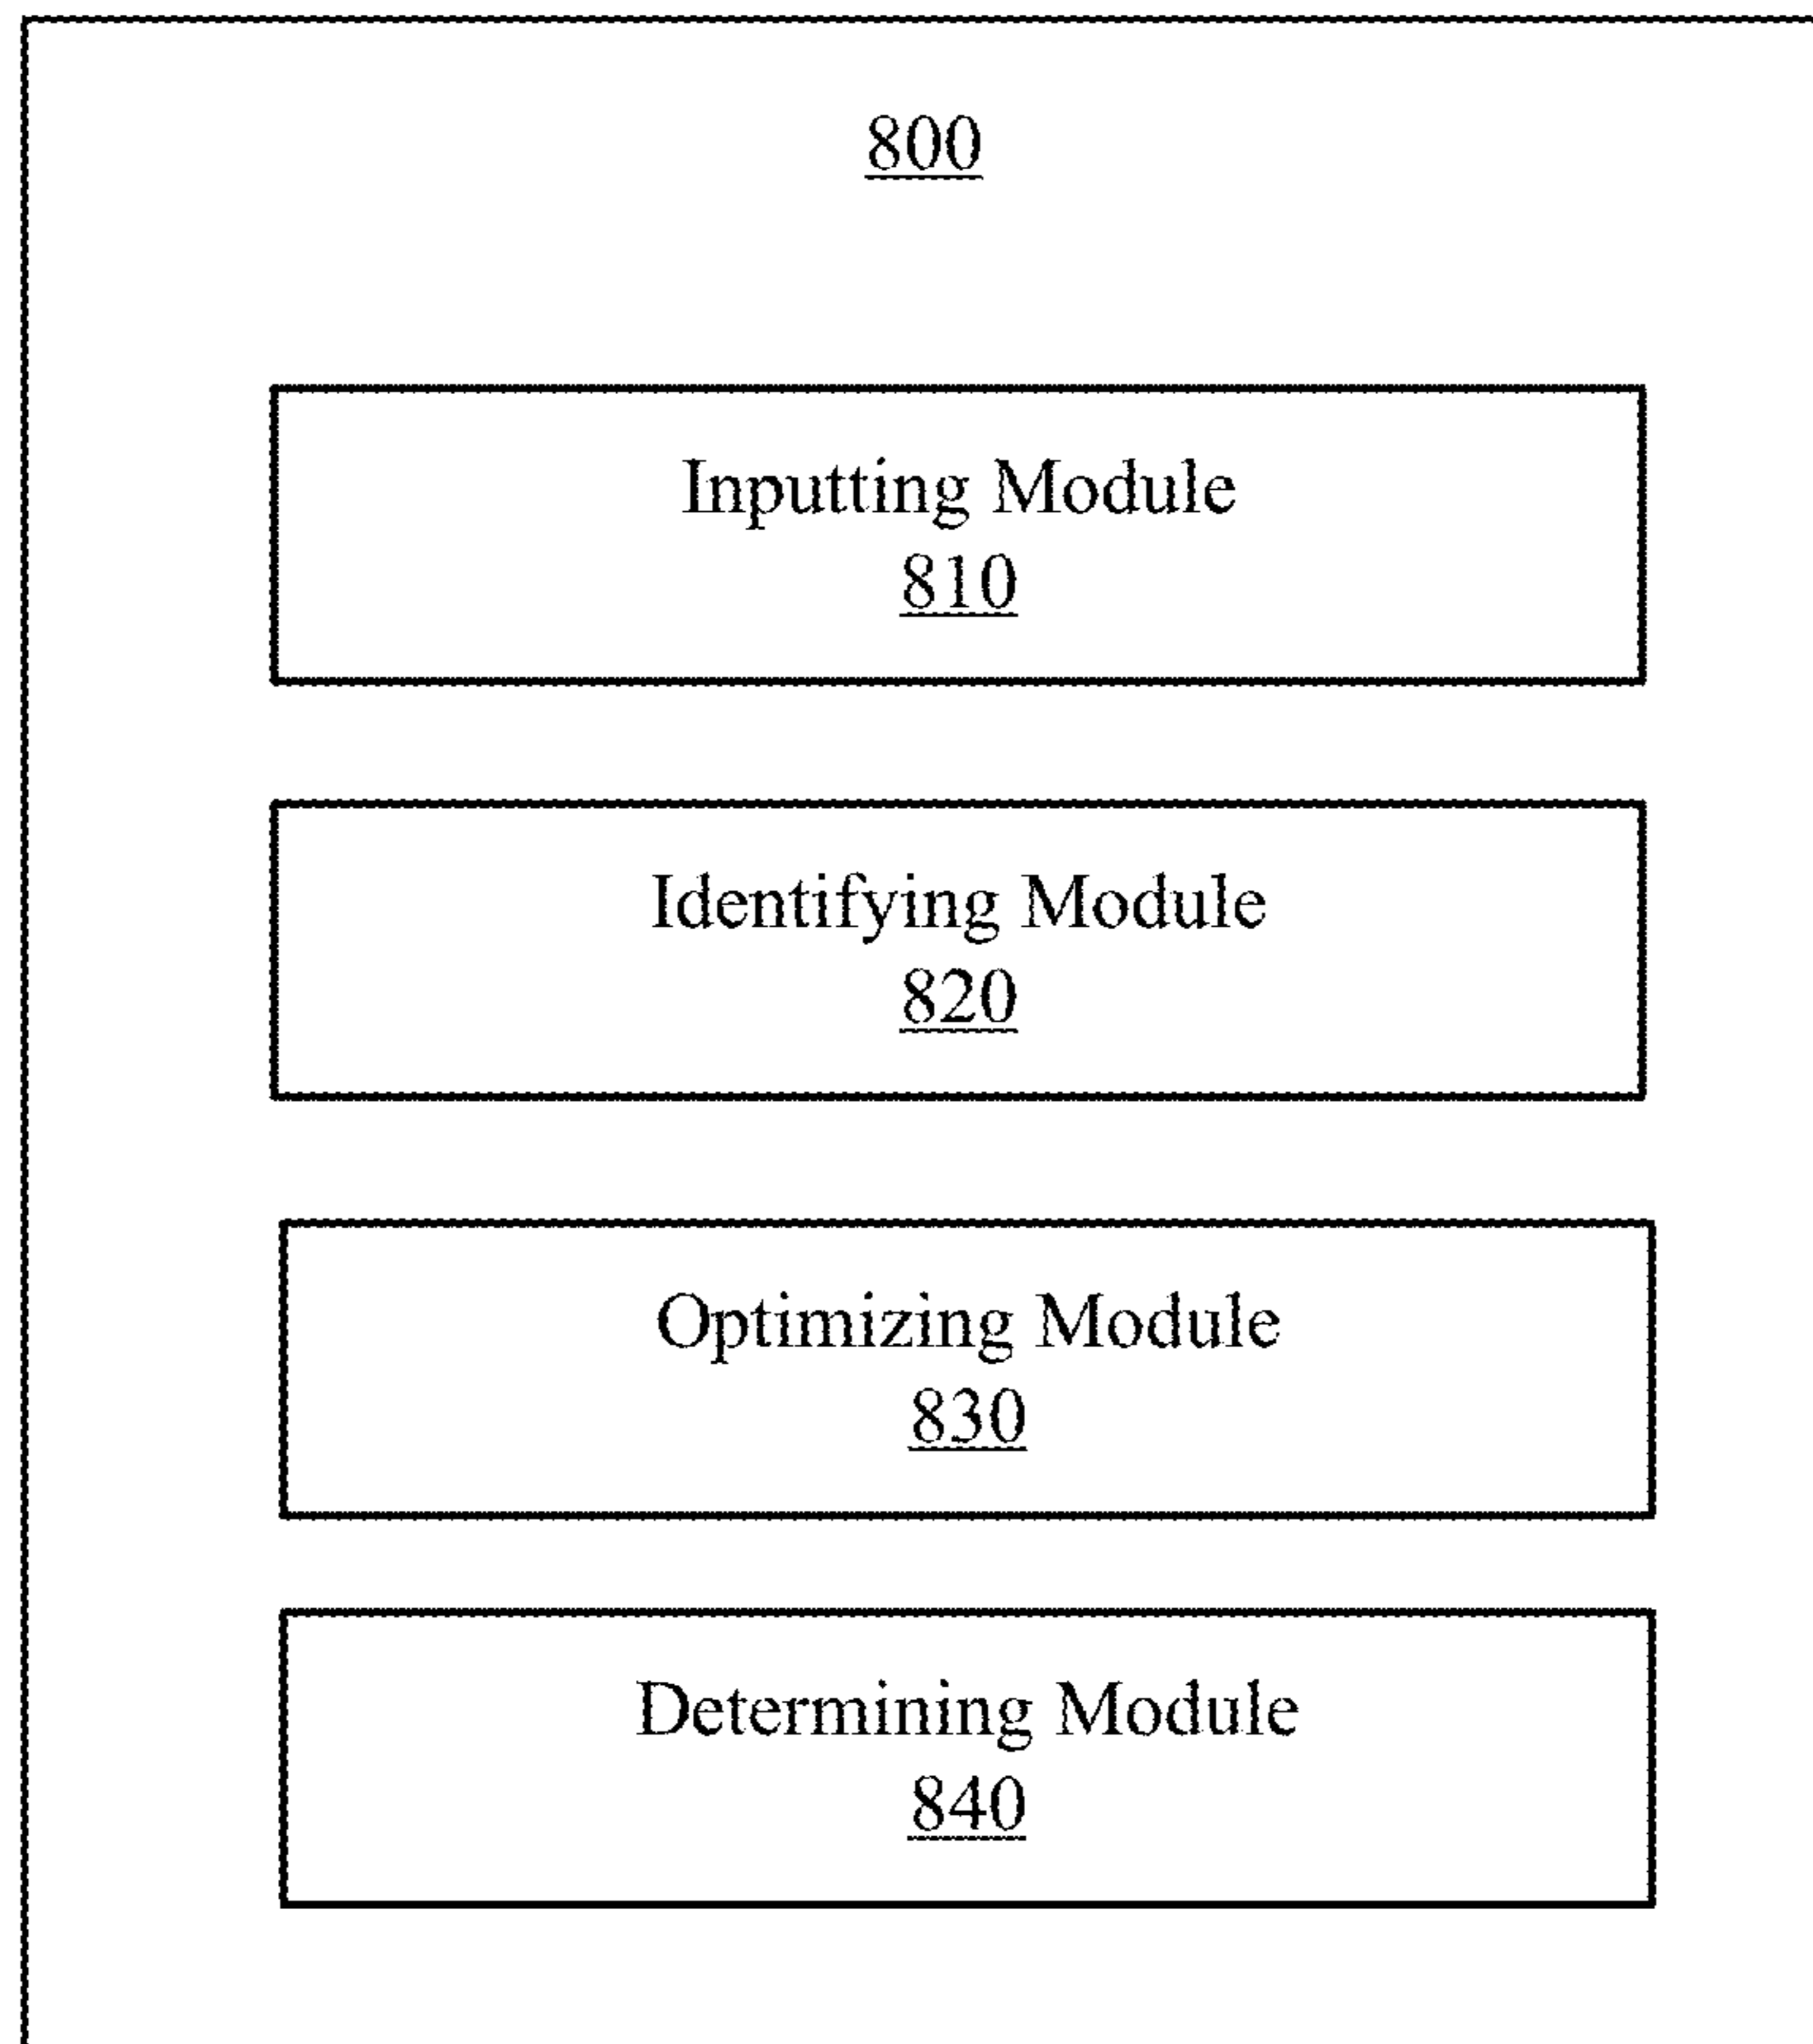 800
Inputting Module
810
Identifying Module
820
Optimizing Module
830
Determining Module
840